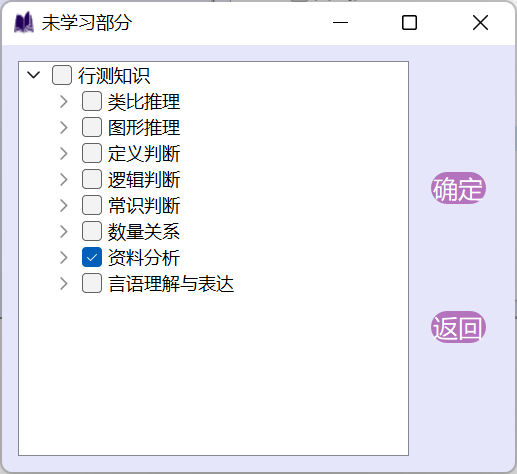 未学习部分
行测知识
类比推理
图形推理
定义判断
逻辑判断
常识判断
数量关系
资料分析
言语理解与表达
确定
返回